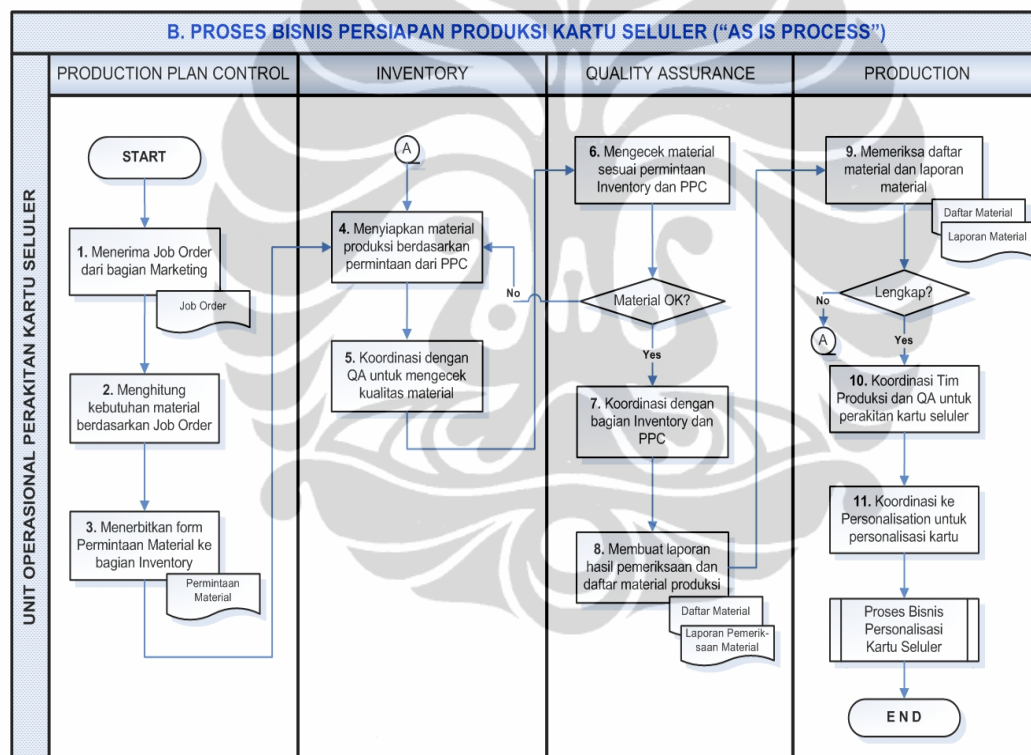 B. PROSES BISNIS PERSIAPAN PRODUKSI KARTU SELULER ("AS IS PROCESS")
UNIT OPERASIONAL PERAKITAN KARTU SELULER
PRODUCTION PLAN CONTROL
START
1. Menerima Job Order
dari bagian Marketing
Job Order
2. Menghitung
kebutuhan material
berdasarkan Job Order
3. Menerbitkan form
Permintaan Material ke
bagian Inventory
Permintaan
Material
INVENTORY
A
4. Menyiapkan material
produksi berdasarkan
permintaan dari PPC
5. Koordinasi dengan
QA untuk mengecek
kualitas material
QUALITY ASSURANCE
6. Mengecek material
sesuai permintaan
Inventory dan PPC
Material OK?
No
Yes
7. Koordinasi dengan
bagian Inventory dan
PPC
8. Membuat laporan
hasil pemeriksaan dan
daftar material produksi
Daftar Material
Laporan Pemerik-
saan Material
PRODUCTION
9. Memeriksa daftar
material dan laporan
material
Daftar Material
Laporan Material
Lengkap?
No
A
Yes
10. Koordinasi Tim
Produksi dan QA untuk
perakitan kartu seluler
11. Koordinasi ke
Personalisation untuk
personalisasi kartu
Proses Bisnis
Personalisasi
Kartu Seluler
END